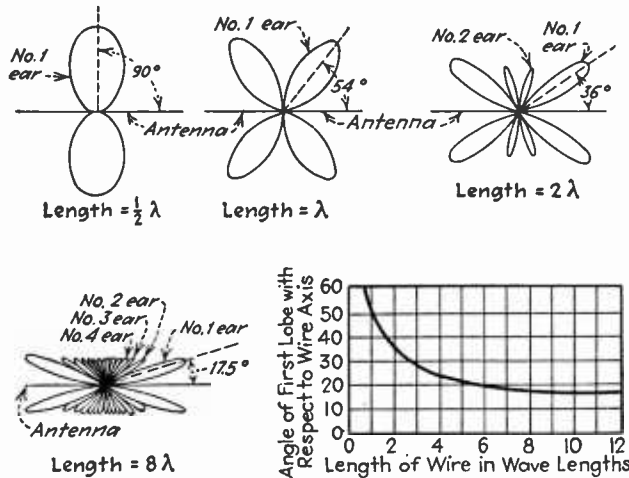 No.1
ear
90°
Length = ½ λ
No. 1 ear
54°
Antenna
Length = λ
No. 2 ear
No. 1
ear
36°
Antenna
Length = 2 λ
No. 2 ear
No. 3 ear
No. 4 ear
No. 1 ear
17.5°
Antenna
Length = 8 λ
Angle of First Lobe with
Respect to Wire Axis
60
50
40
30
20
10
0
0 2 4 6 8 10 12
Length of Wire in Wave Lengths